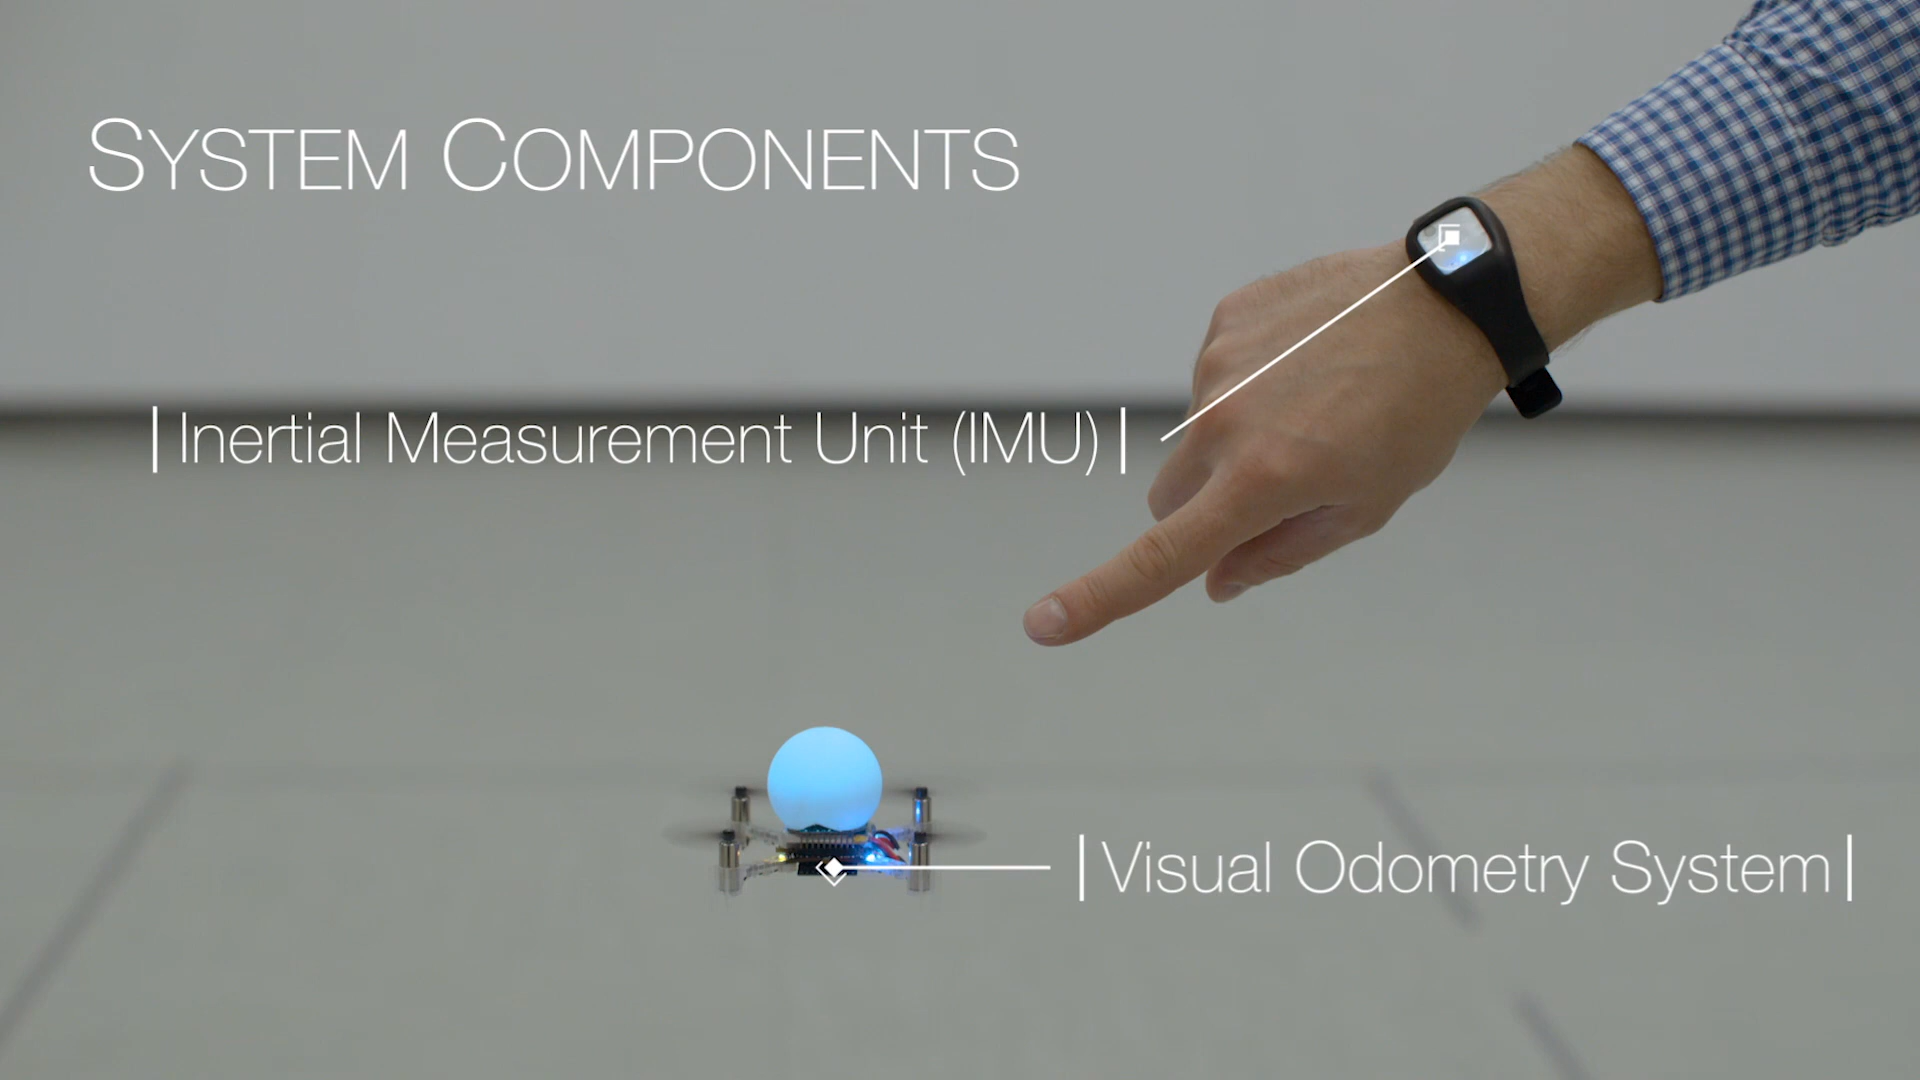 SYSTEM COMPONENTS
|Inertial Measurement Unit (IMU)|
|Visual Odometry System|